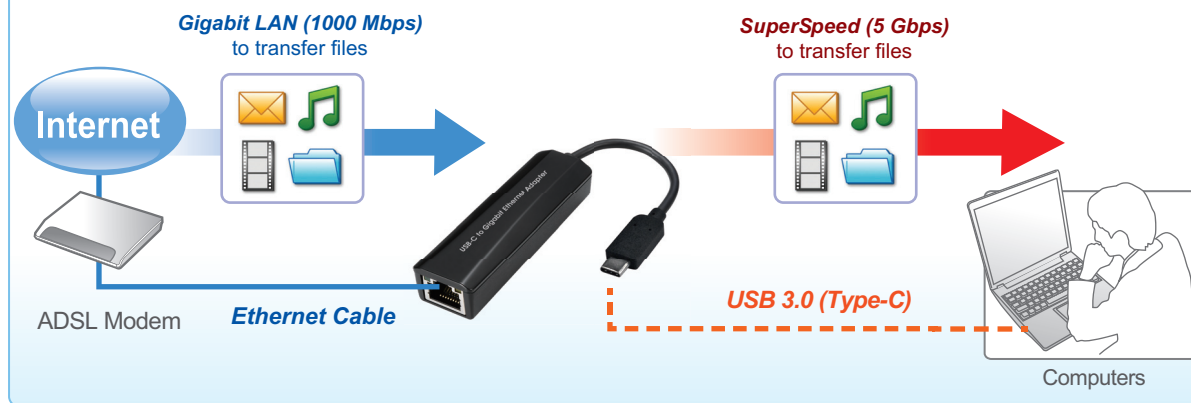 Gigabit LAN (1000 Mbps)
to transfer files
SuperSpeed (5 Gbps)
to transfer files
Internet
USB-C to Gigabit Ethernet Adapter
ADSL Modem
Ethernet Cable
USB 3.0 (Type-C)
Computers